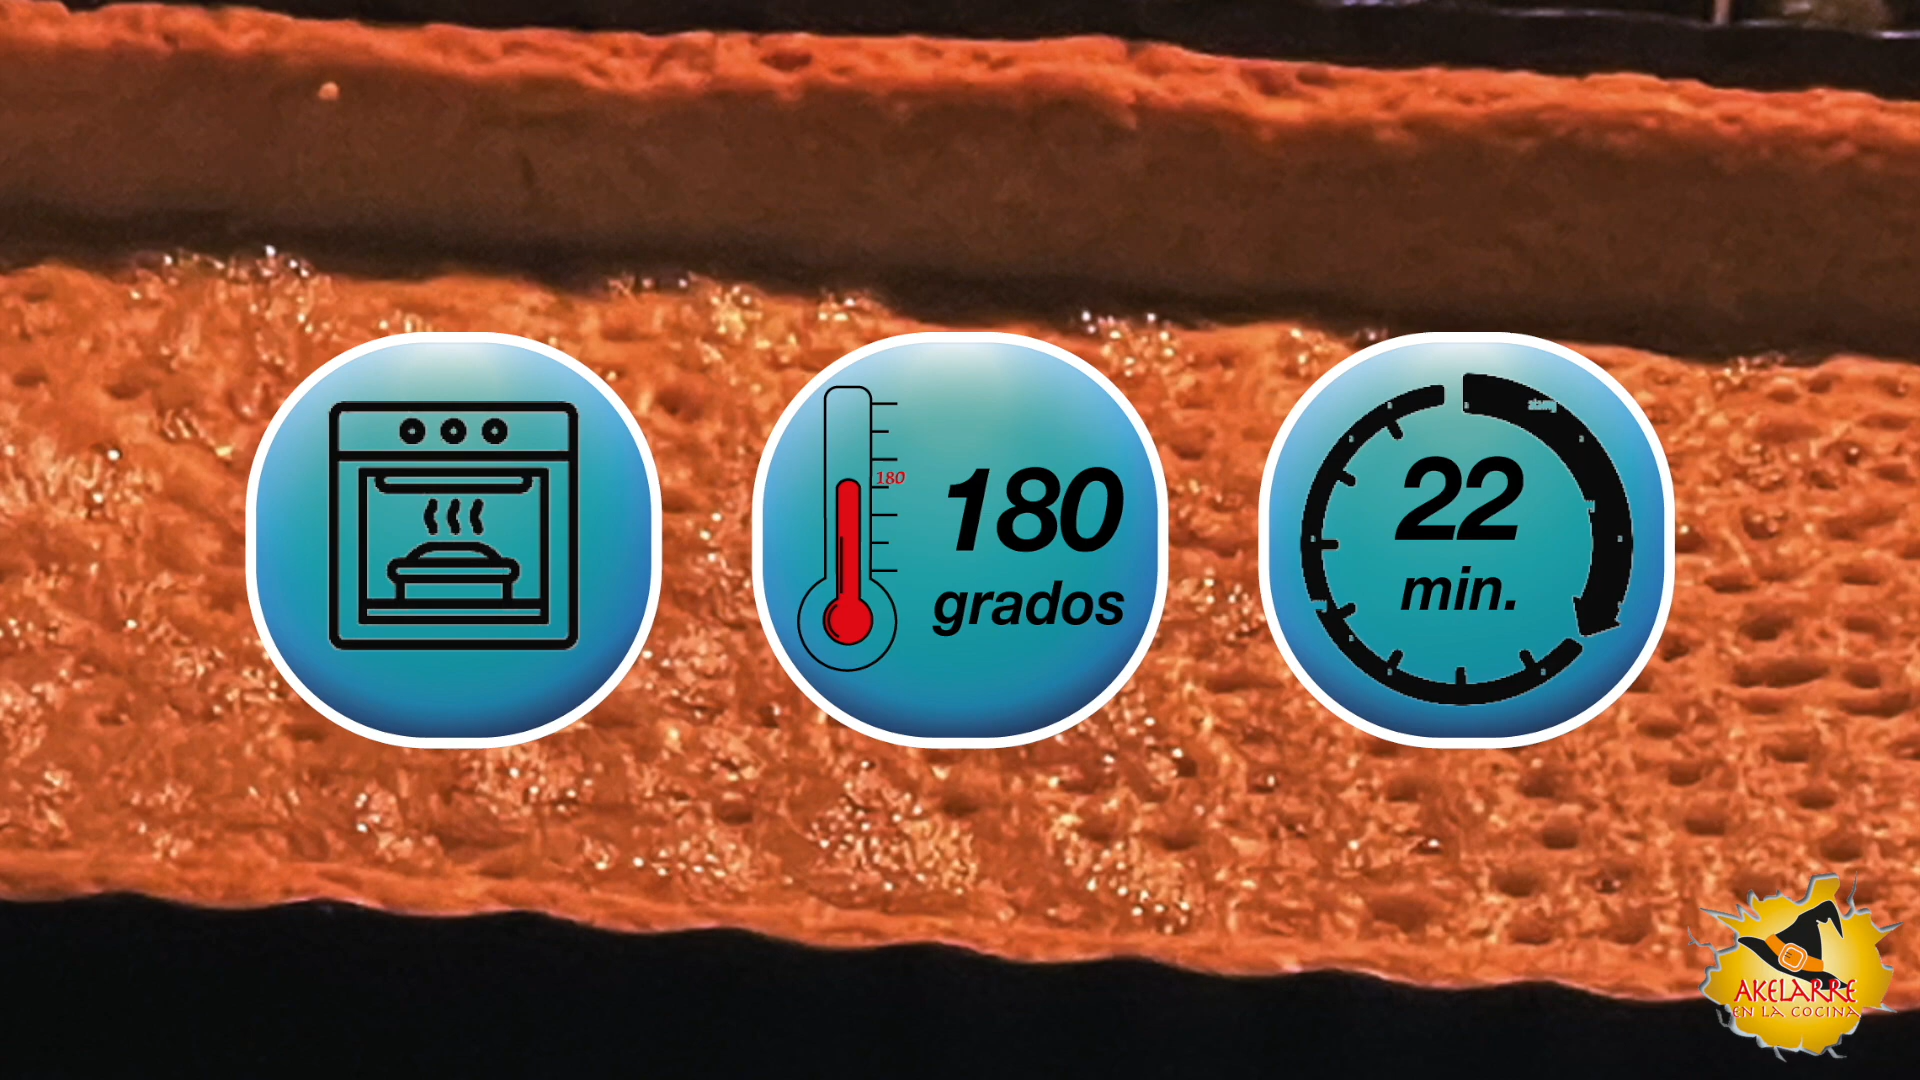 180
180
grados
22
min.
AKELARRE
EN LA COCINA